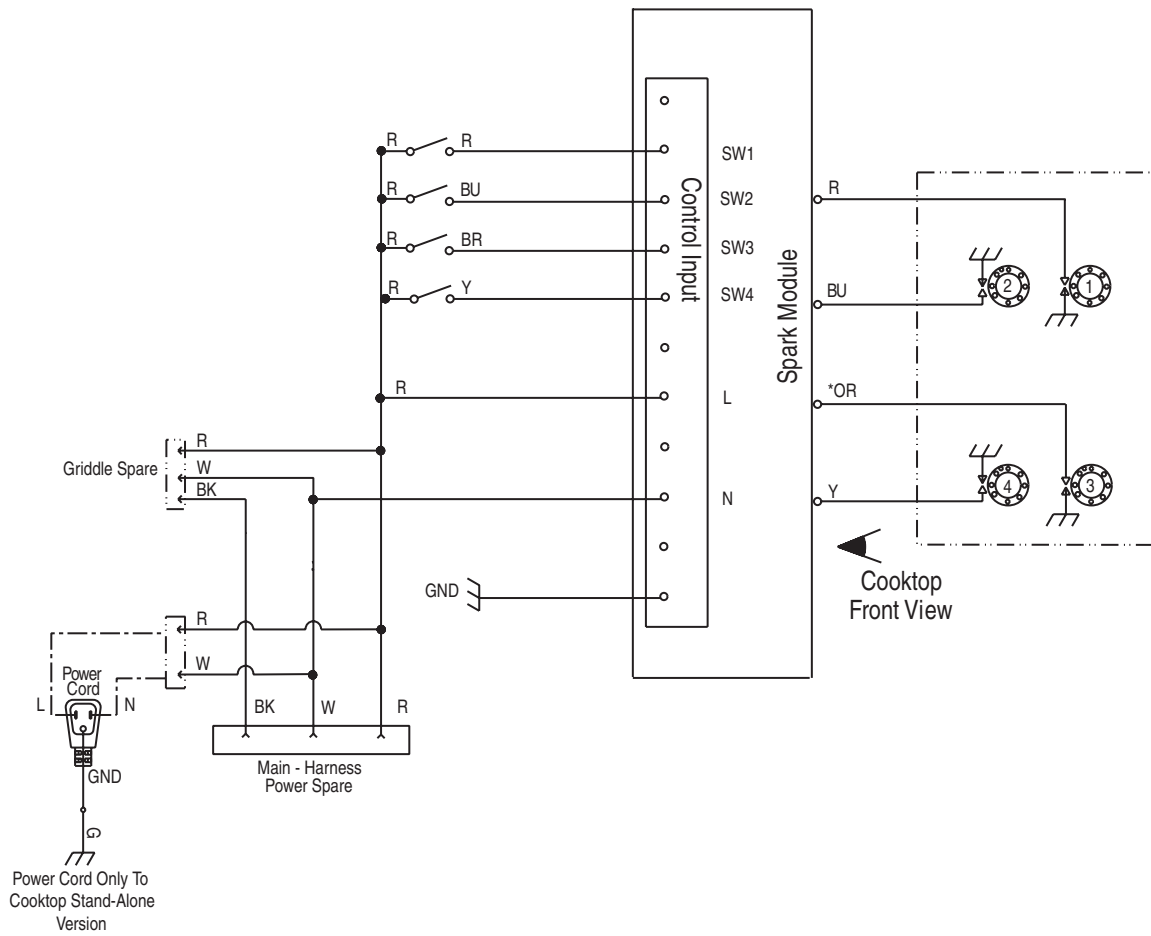 R
R
SW1
R
BU
SW2
R
BR
SW3
R
Y
SW4
Control Input
Spark Module
R
BU
2
1
*OR
4
3
Y
R
L
N
GND
Griddle Spare
R
W
BK
R
W
Power
Cord
L
N
GND
G
BK
W
R
Main - Harness
Power Spare
Power Cord Only To
Cooktop Stand-Alone
Version
Cooktop
Front View